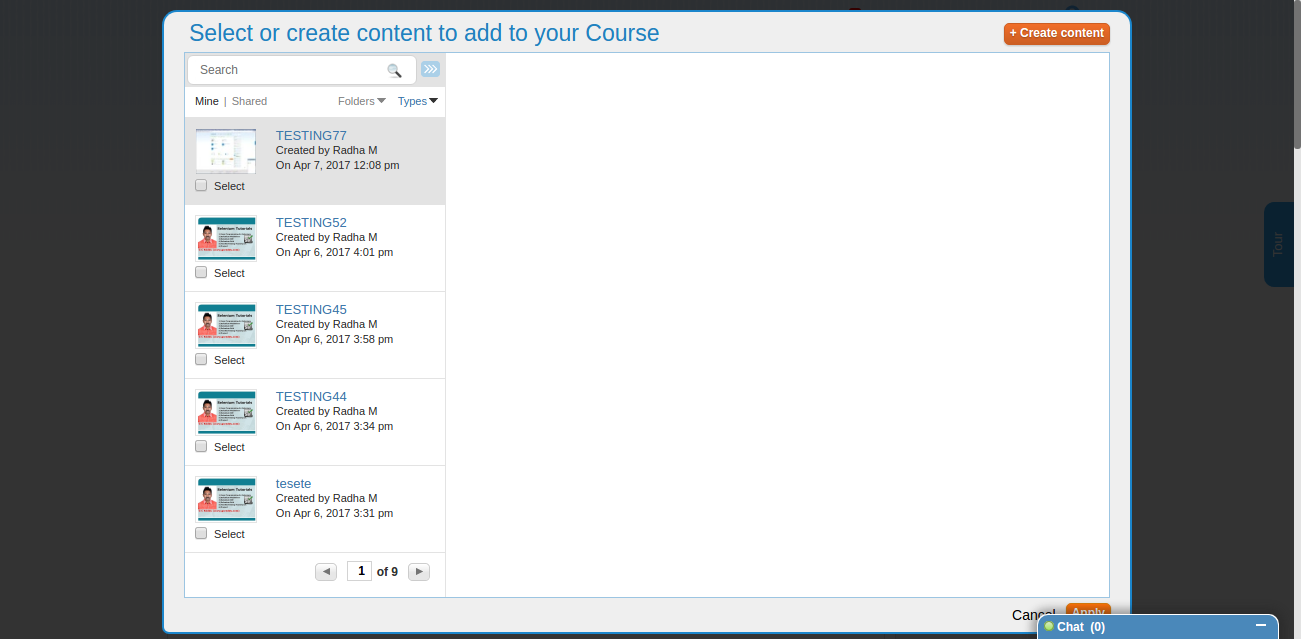 Select or create content to add to your Course
+ Create content
Search
Mine | Shared
Folders
Types
TESTING77
Created by Radha M
On Apr 7, 2017 12:08 pm
Select
TESTING52
Created by Radha M
On Apr 6, 2017 4:01 pm
Select
TESTING45
Created by Radha M
On Apr 6, 2017 3:58 pm
Select
TESTING44
Created by Radha M
On Apr 6, 2017 3:34 pm
Select
tesete
Created by Radha M
On Apr 6, 2017 3:31 pm
Select
1 of 9
Tour
Cancel
Apply
Chat (0)